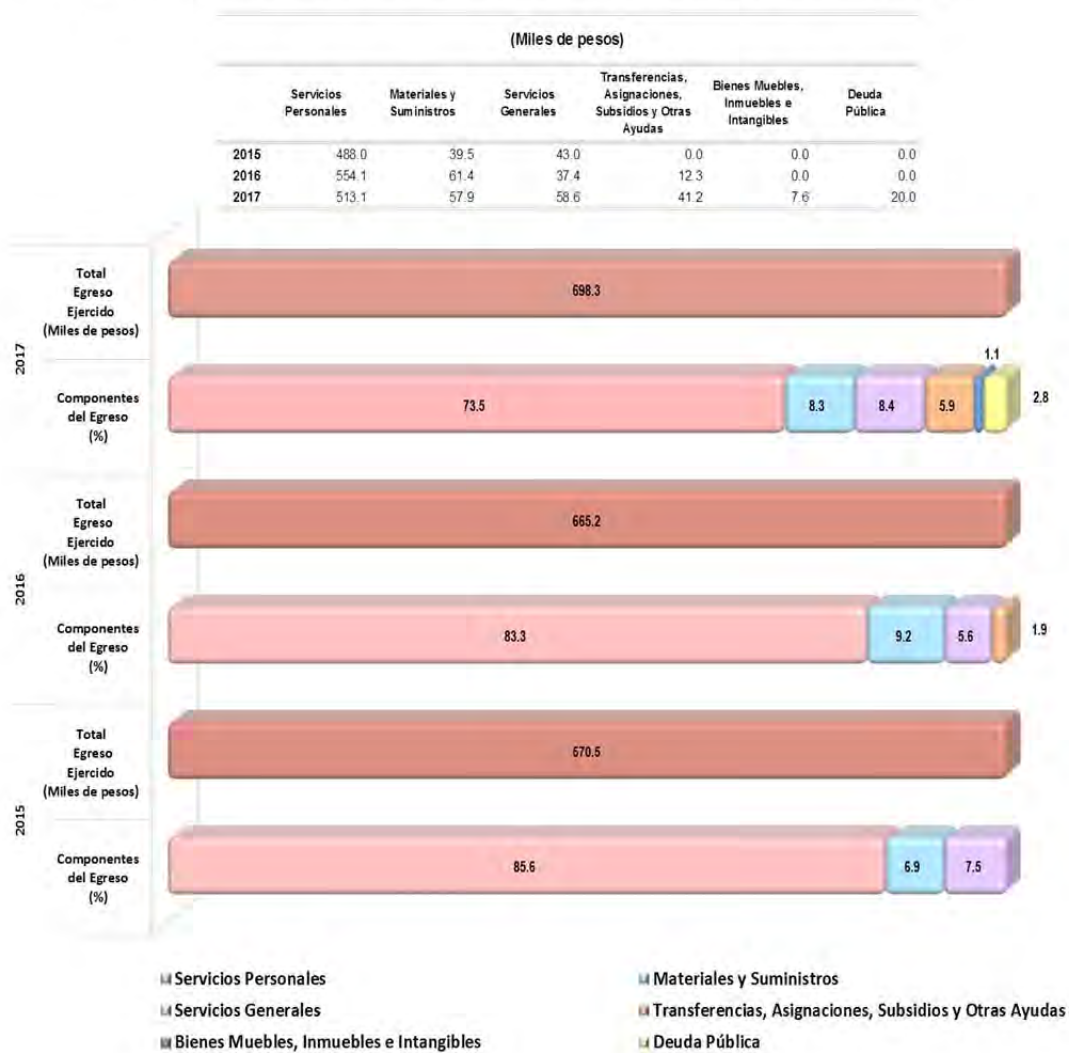 (Miles de pesos)
Servicios Personales
Materiales y Suministros
Servicios Generales
Transferencias, Asignaciones, Subsidios y Otras Ayudas
Bienes Muebles, Inmuebles e Intangibles
Deuda Pública
2015 488.0 39.5 43.0 0.0 0.0 0.0
2016 554.1 61.4 37.4 12.3 0.0 0.0
2017 513.1 57.9 58.6 41.2 7.6 20.0
2017
Total
Egreso
Ejercido
(Miles de pesos)
698.3
Componentes
del Egreso
(%)
73.5 8.3 8.4 5.9 1.1 2.8
2016
Total
Egreso
Ejercido
(Miles de pesos)
665.2
Componentes
del Egreso
(%)
83.3 9.2 5.6 1.9
2015
Total
Egreso
Ejercido
(Miles de pesos)
570.5
Componentes
del Egreso
(%)
85.6 6.9 7.5
Servicios Personales
Materiales y Suministros
Servicios Generales
Transferencias, Asignaciones, Subsidios y Otras Ayudas
Bienes Muebles, Inmuebles e Intangibles
Deuda Pública